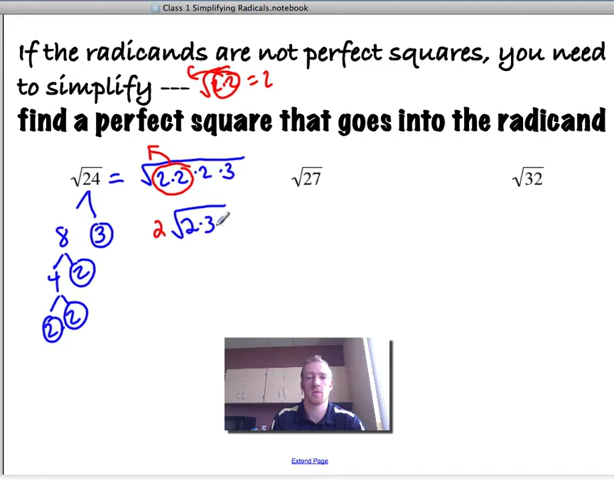 Class 1 Simplifying Radicals.notebook
If the radicands are not perfect squares, you need
to simplify --- √2·2 = 2
find a perfect square that goes into the radicand
√24 = √2·2·2·3 √27 √32
8 3 2√2·3
4 2
2 2
Extend Page